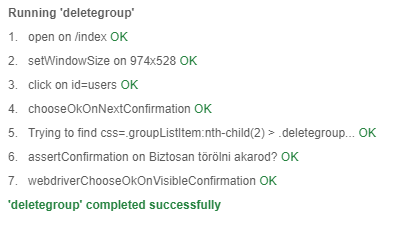 Running 'deletegroup'
1. open on /index OK
2. setWindowSize on 974x528 OK
3. click on id=users OK
4. chooseOkOnNextConfirmation OK
5. Trying to find css=.groupListItem:nth-child(2) > .deletegroup... OK
6. assertConfirmation on Biztosan törölni akarod? OK
7. webdriverChooseOkOnVisibleConfirmation OK
'deletegroup' completed successfully